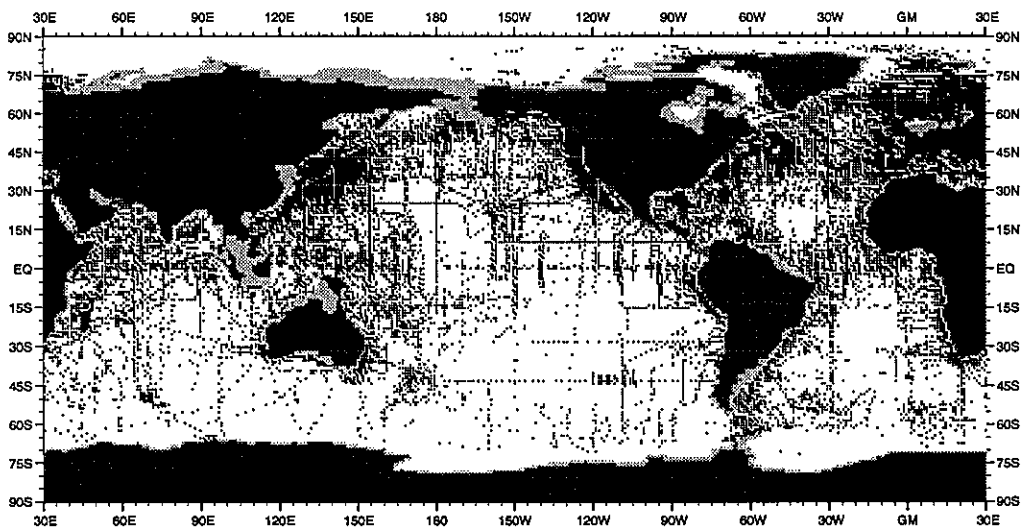 30E 60E 90E 120E 150E 180 150W 120W 90W 60W 30W GM 30E
90N 90N
75N 75N
60N 60N
45N 45N
30N 30N
15N 15N
EQ EQ
15S 15S
30S 30S
45S 45S
60S 60S
75S 75S
90S 90S
30E 60E 90E 120E 150E 180 150W 120W 90W 60W 30W GM 30E